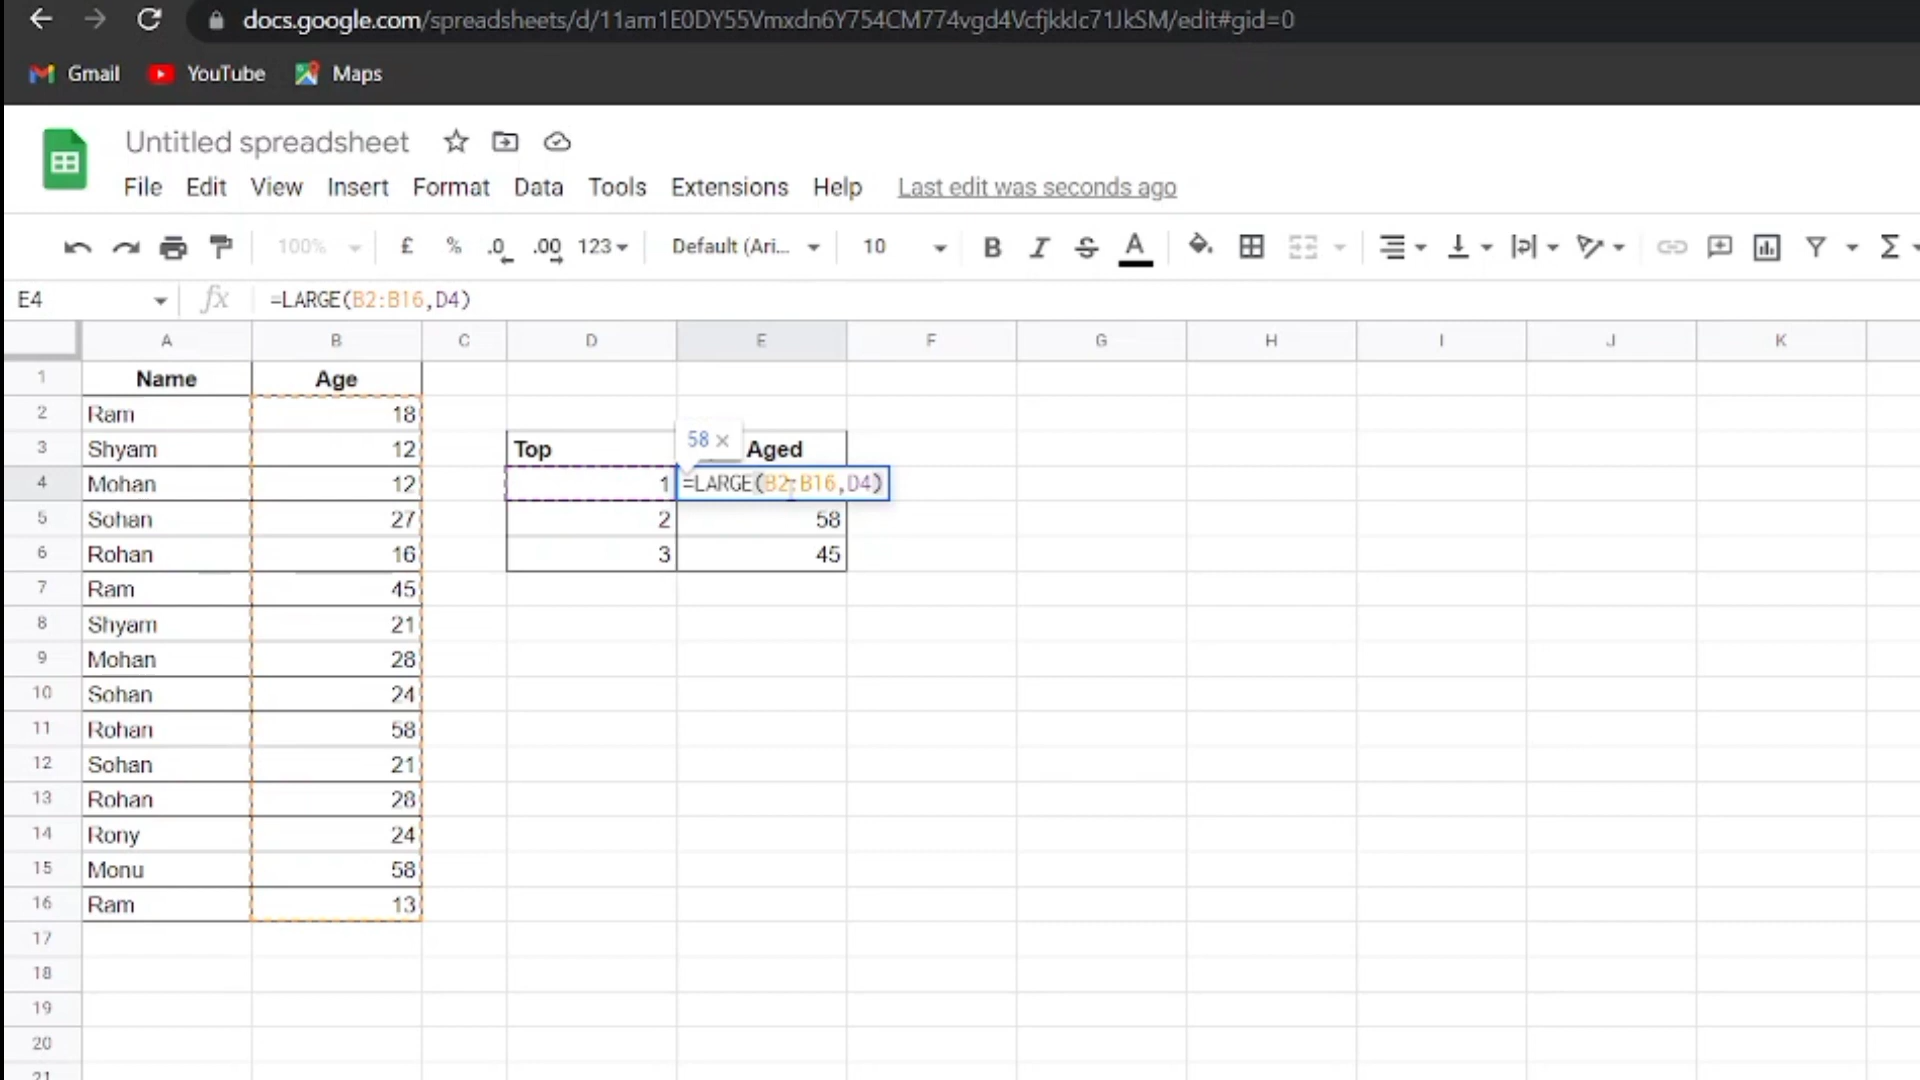 docs.google.com/spreadsheets/d/11am1E0DY55Vmxdn6Y754CM774vgd4VcfjkkIc71JkSM/edit#gid=0
Gmail YouTube Maps
Untitled spreadsheet
File Edit View Insert Format Data Tools Extensions Help Last edit was seconds ago
100% £ % .0 .00 123 Default (Ari... 10 B I S A Σ
E4 fx =LARGE(B2:B16,D4)
A B C D E F G H I J K
1 Name Age
2 Ram 18
3 Shyam 12 Top 58 × Aged
4 Mohan 12 1 =LARGE(B2:B16,D4)
5 Sohan 27 2 58
6 Rohan 16 3 45
7 Ram 45
8 Shyam 21
9 Mohan 28
10 Sohan 24
11 Rohan 58
12 Sohan 21
13 Rohan 28
14 Rony 24
15 Monu 58
16 Ram 13
17
18
19
20
21